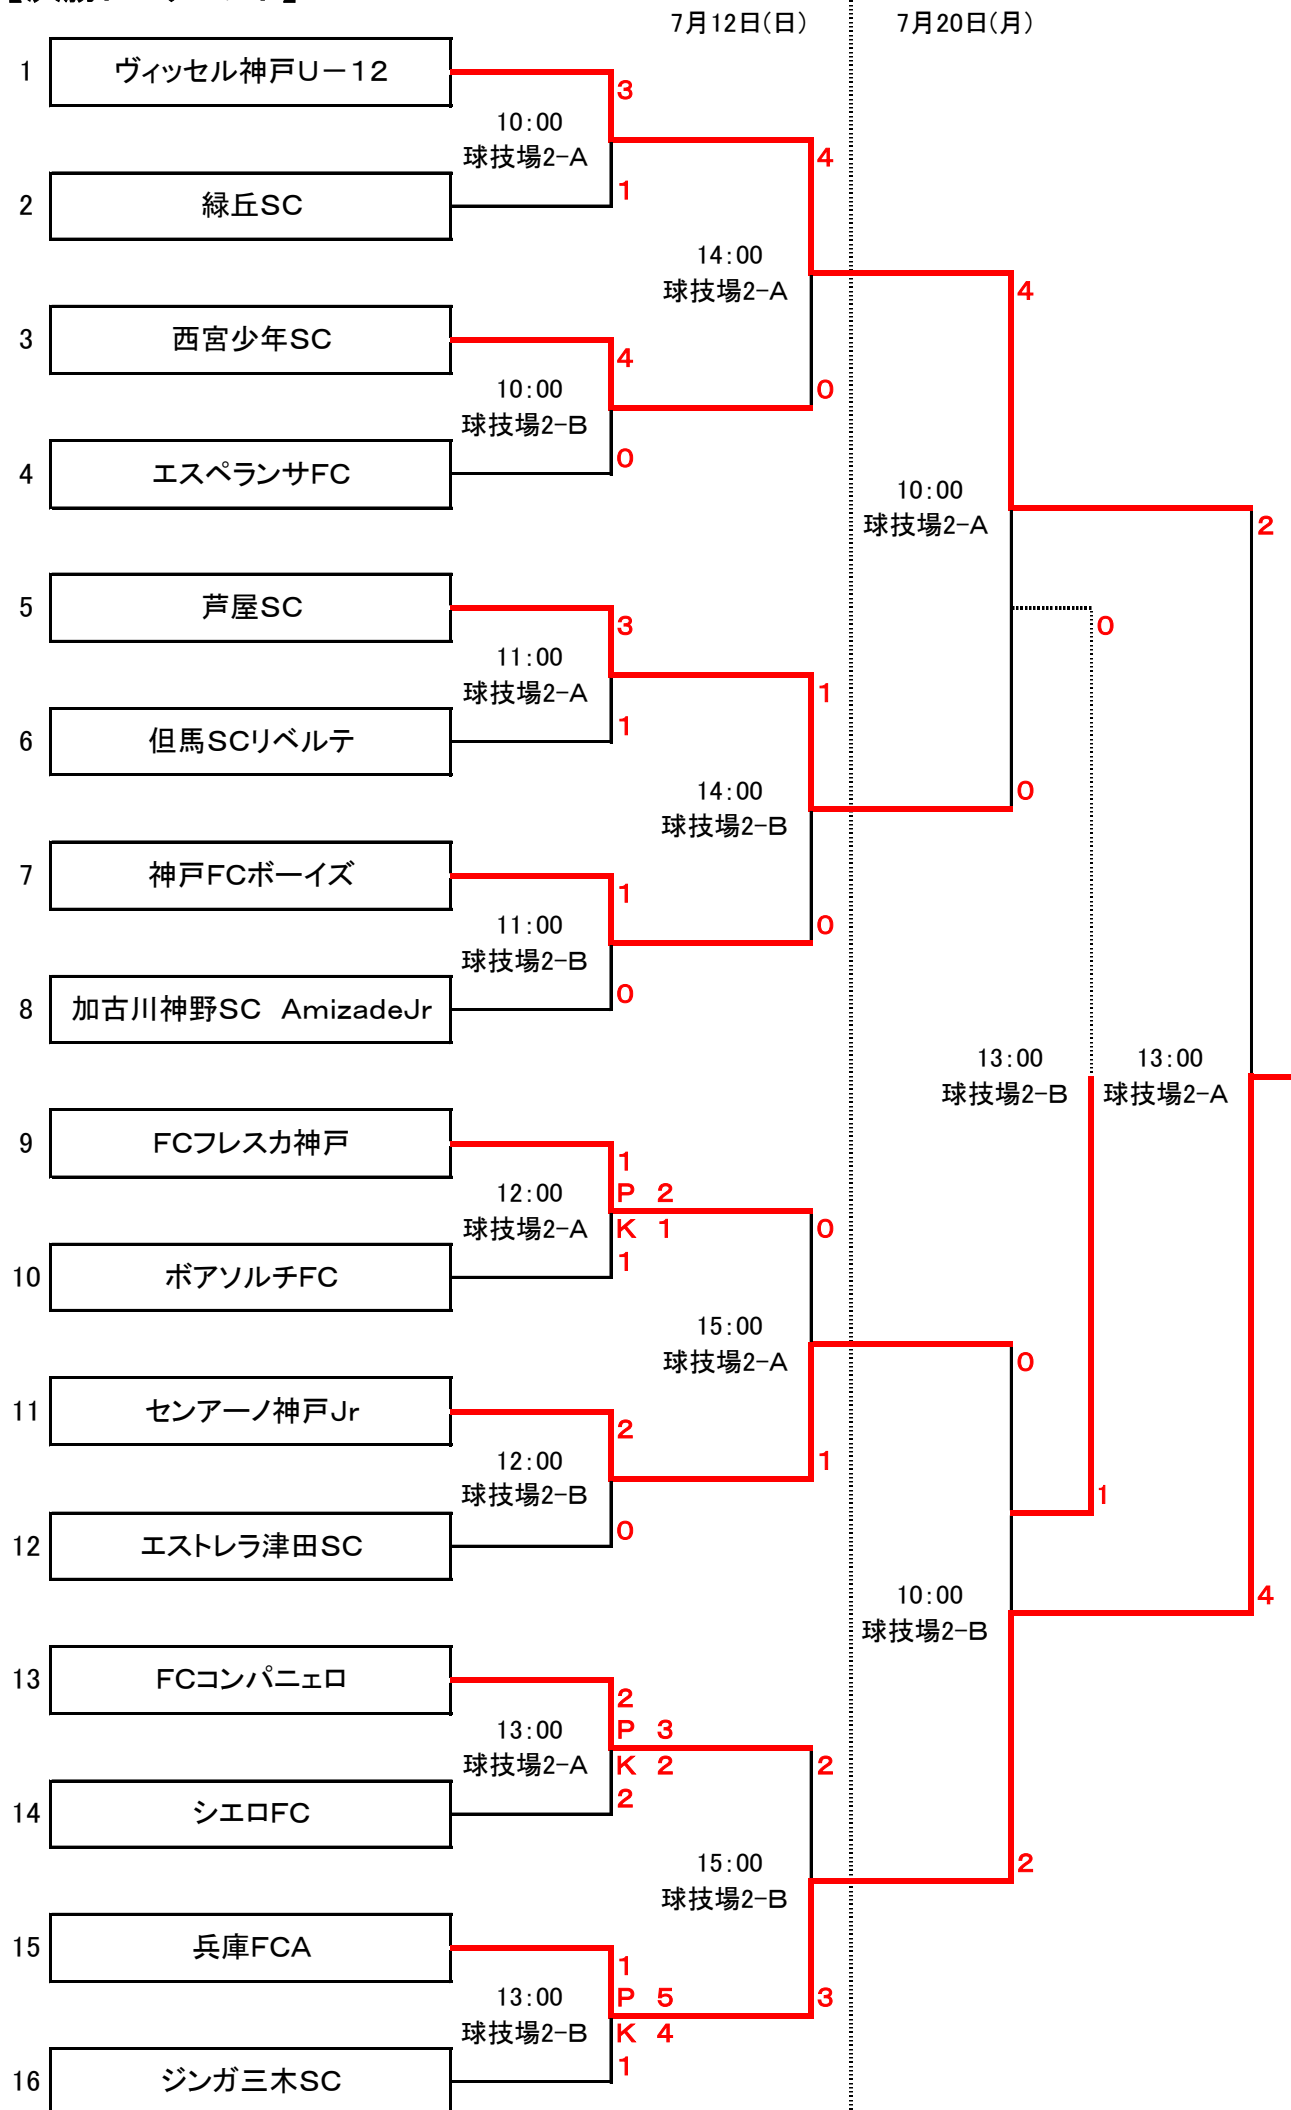 7月12日(日)
7月20日(月)
1
ヴィッセル神戸U－12
3
10:00
球技場2-A
4
2
緑丘SC
1
14:00
球技場2-A
4
3
西宮少年SC
4
10:00
球技場2-B
0
4
エスペランサFC
0
10:00
球技場2-A
2
5
芦屋SC
3
0
11:00
球技場2-A
1
6
但馬SCリベルテ
1
14:00
球技場2-B
0
7
神戸FCボーイズ
1
11:00
球技場2-B
0
8
加古川神野SC　AmizadeJr
0
13:00
球技場2-B
13:00
球技場2-A
9
FCフレスカ神戸
1
12:00
球技場2-A
P 2
K 1
0
10
ボアソルチFC
1
15:00
球技場2-A
0
11
センアーノ神戸Jr
2
12:00
球技場2-B
1
1
12
エストレラ津田SC
0
10:00
球技場2-B
4
13
FCコンパニェロ
2
13:00
球技場2-A
P 3
K 2
2
14
シエロFC
2
15:00
球技場2-B
2
15
兵庫FCA
1
13:00
球技場2-B
P 5
K 4
3
16
ジンガ三木SC
1